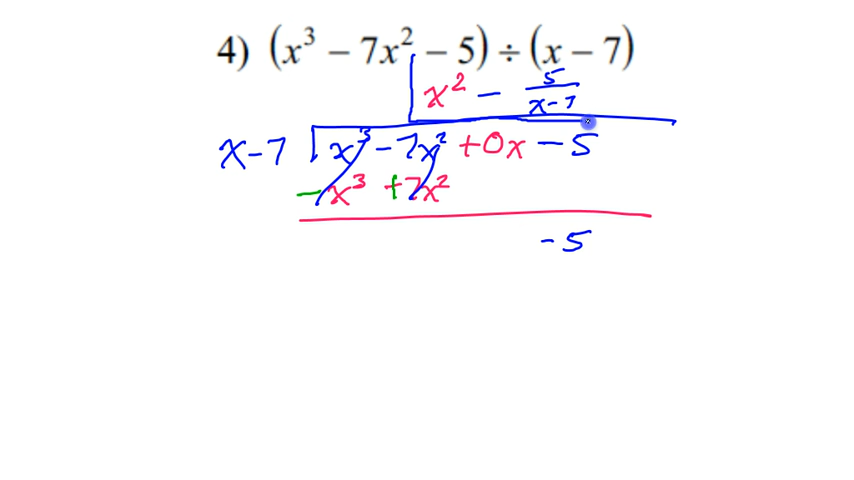 4) (x³ − 7x² − 5) ÷ (x − 7)
x² − 5/(x−7)
x−7 x³ − 7x² + 0x − 5
−x³ + 7x²
−5